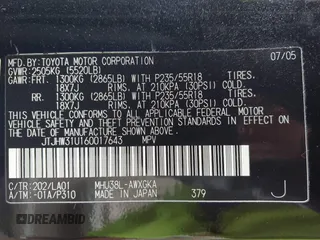 MFD.BY:TOYOTA MOTOR CORPORATION 07/05
GVWR:2505KG (5520LB)
GAWR:FRT. 1300KG (2865LB) WITH P235/55R18 TIRES,
18X7J RIMS, AT 210KPA (30PSI) COLD
RR. 1300KG (2865LB) WITH P235/55R18 TIRES,
18X7J RIMS, AT 210KPA (30PSI) COLD
THIS VEHICLE CONFORMS TO ALL APPLICABLE FEDERAL MOTOR
VEHICLE SAFETY AND BUMPER STANDARDS IN EFFECT ON
THE DATE OF MANUFACTURE SHOWN ABOVE.
JTJHW31U160017643 MPV
C/TR:202/LA01 MHU38L-AWXGKA
A/TM:-01A/P310 MADE IN JAPAN 379 J
DREAMBID